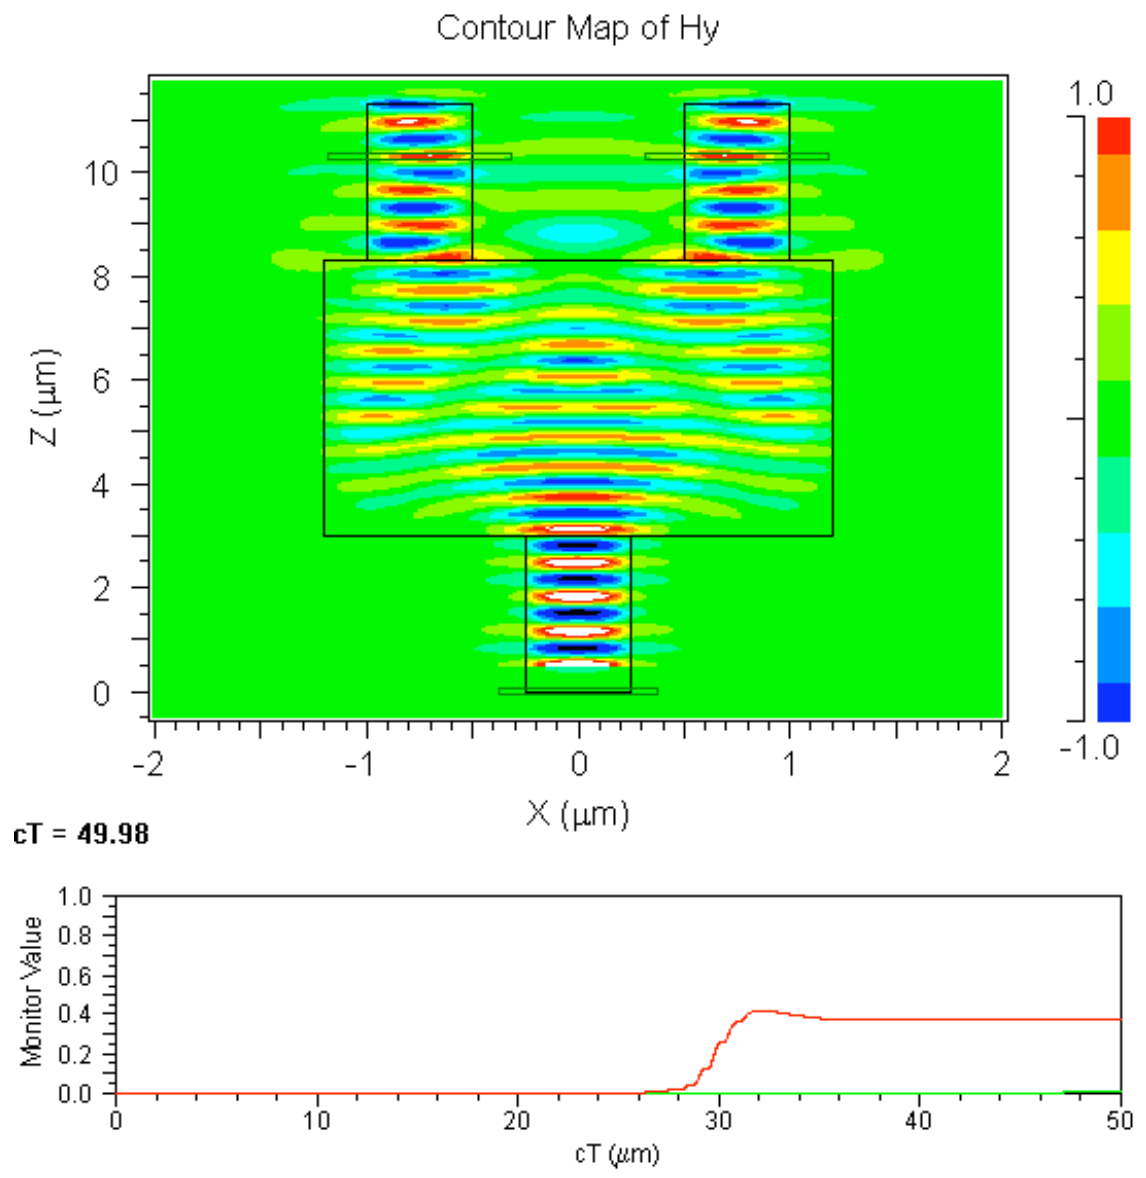 Contour Map of Hy
1.0
10
8
6
4
2
0
Z (μm)
-1.0
-2 -1 0 1 2
X (μm)
cT = 49.98
1.0
0.8
0.6
0.4
0.2
0.0
Monitor Value
0 10 20 30 40 50
cT (μm)